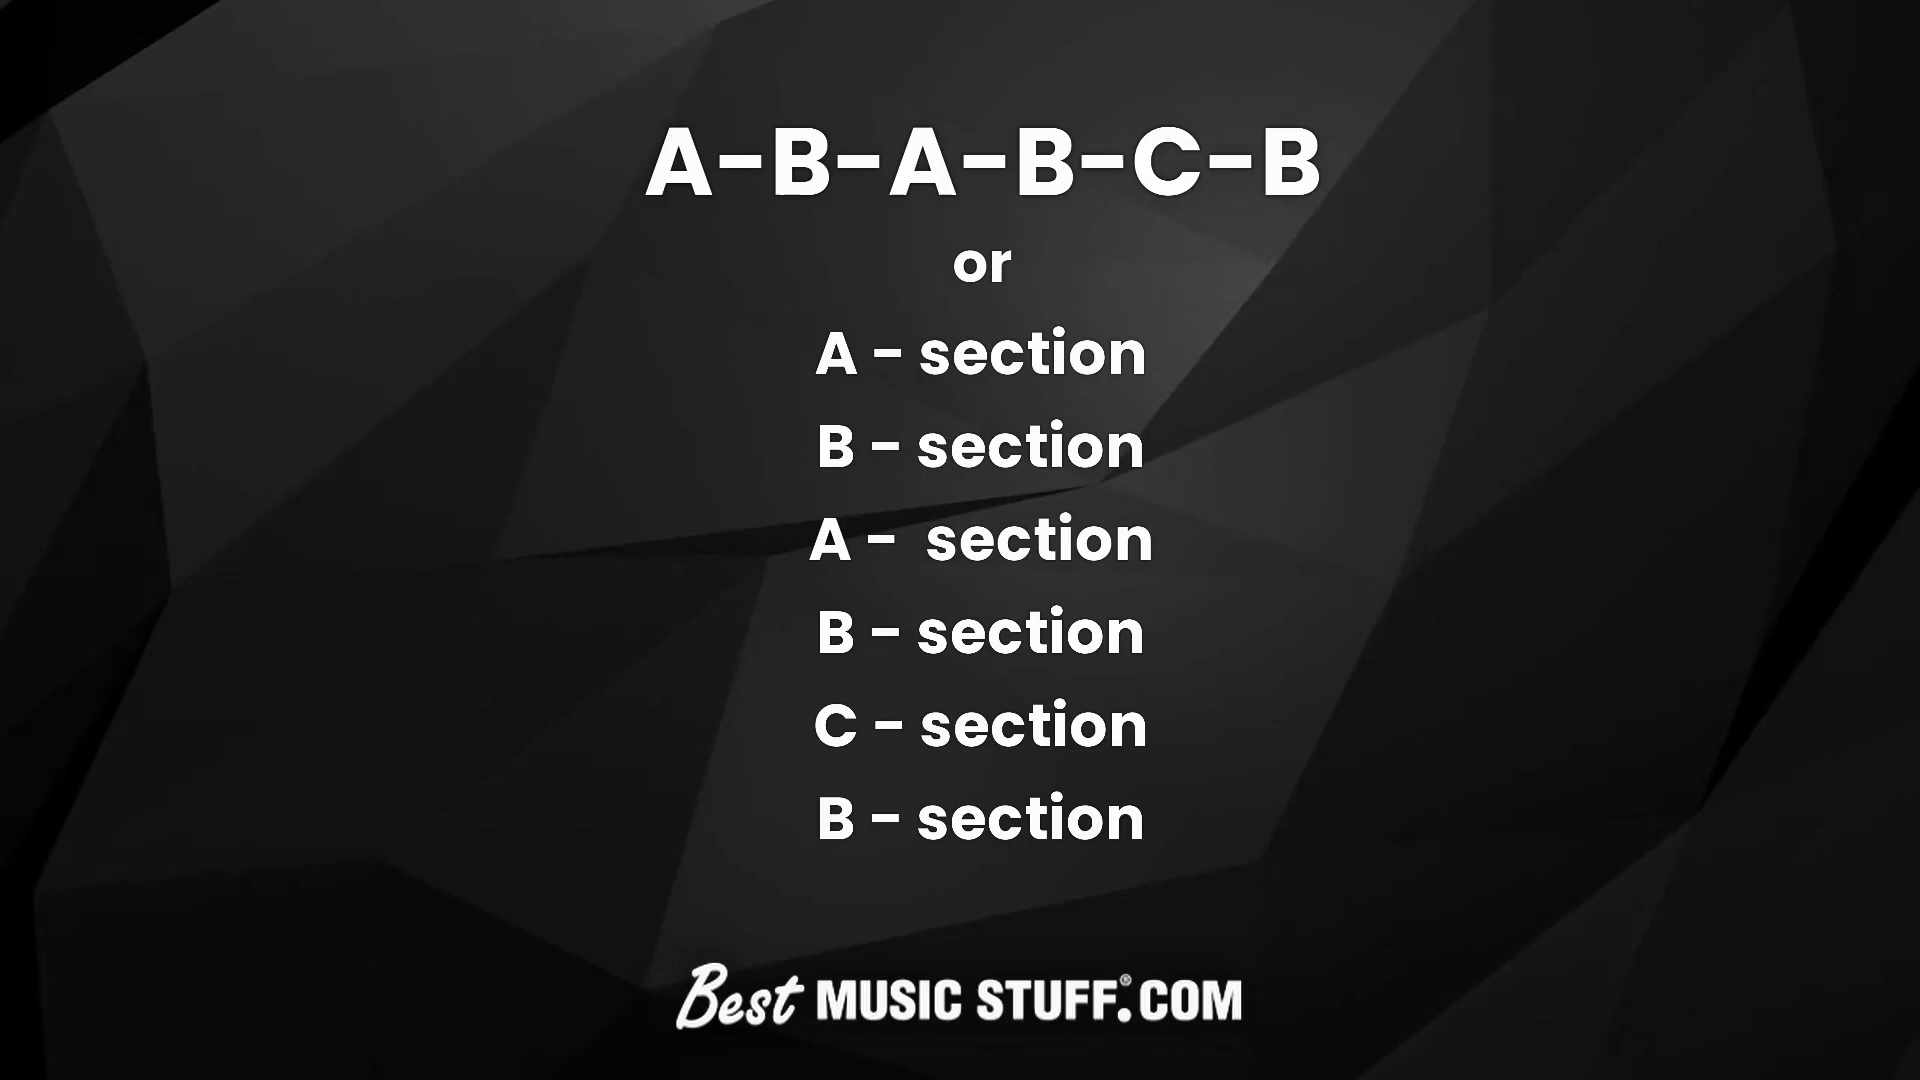 A-B-A-B-C-B
or
A - section
B - section
A -  section
B - section
C - section
B - section
Best MUSIC STUFF.®COM